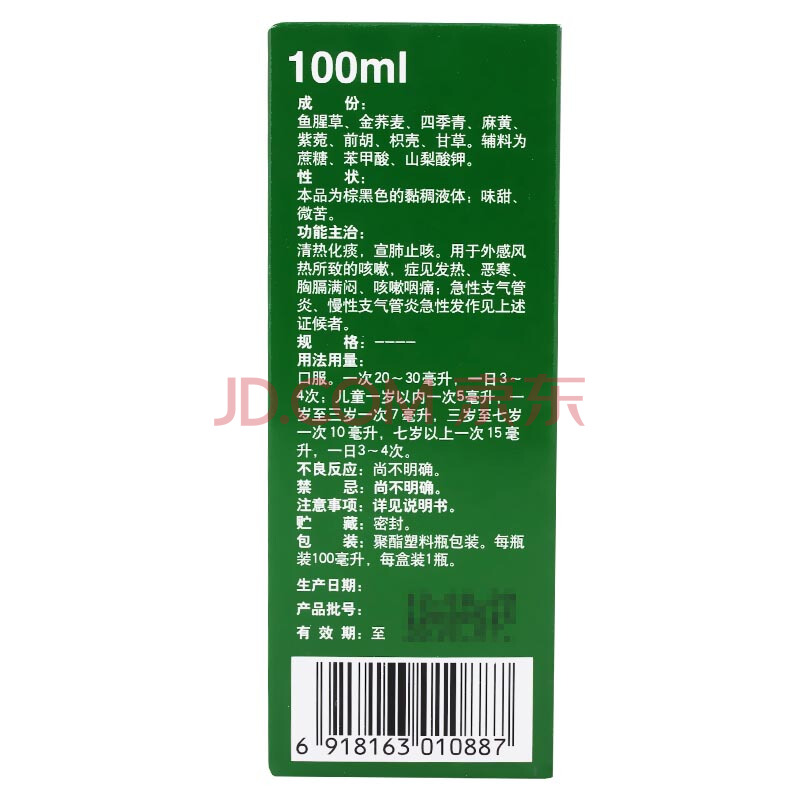 100ml
成　份：
鱼腥草、金荞麦、四季青、麻黄、
紫菀、前胡、枳壳、甘草。辅料为
蔗糖、苯甲酸、山梨酸钾。
性　状：
本品为棕黑色的黏稠液体；味甜、
微苦。
功能主治：
清热化痰，宣肺止咳。用于外感风
热所致的咳嗽，症见发热、恶寒、
胸膈满闷、咳嗽咽痛；急性支气管
炎、慢性支气管炎急性发作见上述
证候者。
规　格：----
用法用量：
口服。一次20～30毫升，一日3～
4次；儿童一岁以内一次5毫升，一
岁至三岁一次7毫升，三岁至七岁
一次10毫升，七岁以上一次15毫
升，一日3～4次。
不良反应：尚不明确。
禁　忌：尚不明确。
注意事项：详见说明书。
贮　藏：密封。
包　装：聚酯塑料瓶包装。每瓶
装100毫升，每盒装1瓶。
生产日期：
产品批号：
有 效 期：至
6 918163 010887
JD.COM 京东